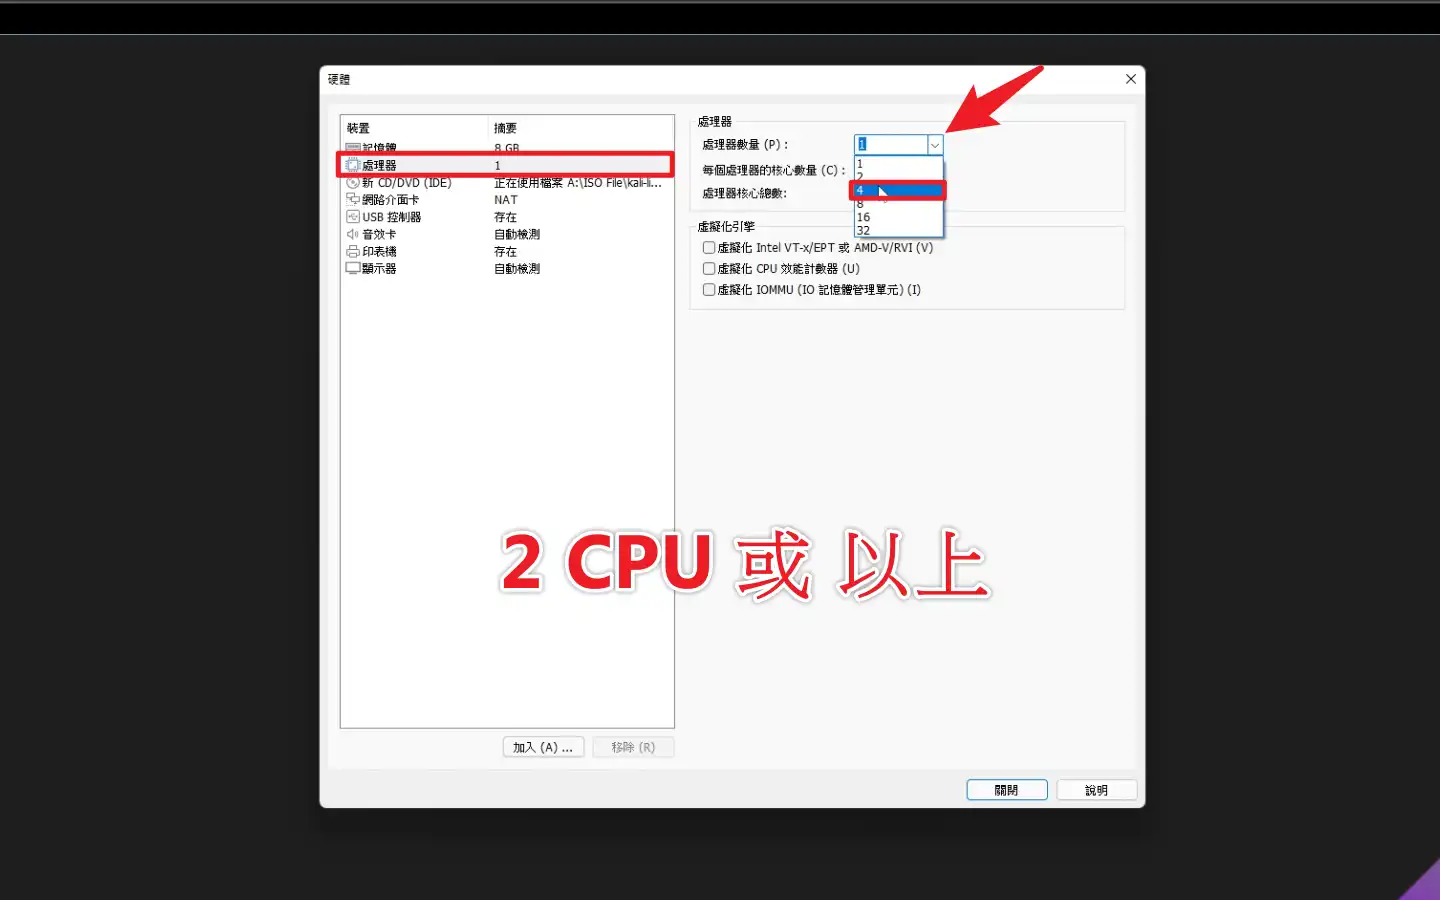 硬體
裝置 摘要
記憶體 8 GB
處理器 1
新 CD/DVD (IDE) 正在使用檔案 A:\ISO File\kali-li...
網路介面卡 NAT
USB 控制器 存在
音效卡 自動檢測
印表機 存在
顯示器 自動檢測
加入 (A) ... 移除 (R)
處理器
處理器數量 (P) : 1
每個處理器的核心數量 (C) :
處理器核心總數:
1
2
4
8
16
32
虛擬化引擎
虛擬化 Intel VT-x/EPT 或 AMD-V/RVI (V)
虛擬化 CPU 效能計數器 (U)
虛擬化 IOMMU (IO 記憶體管理單元) (I)
2 CPU 或 以上
關閉 說明